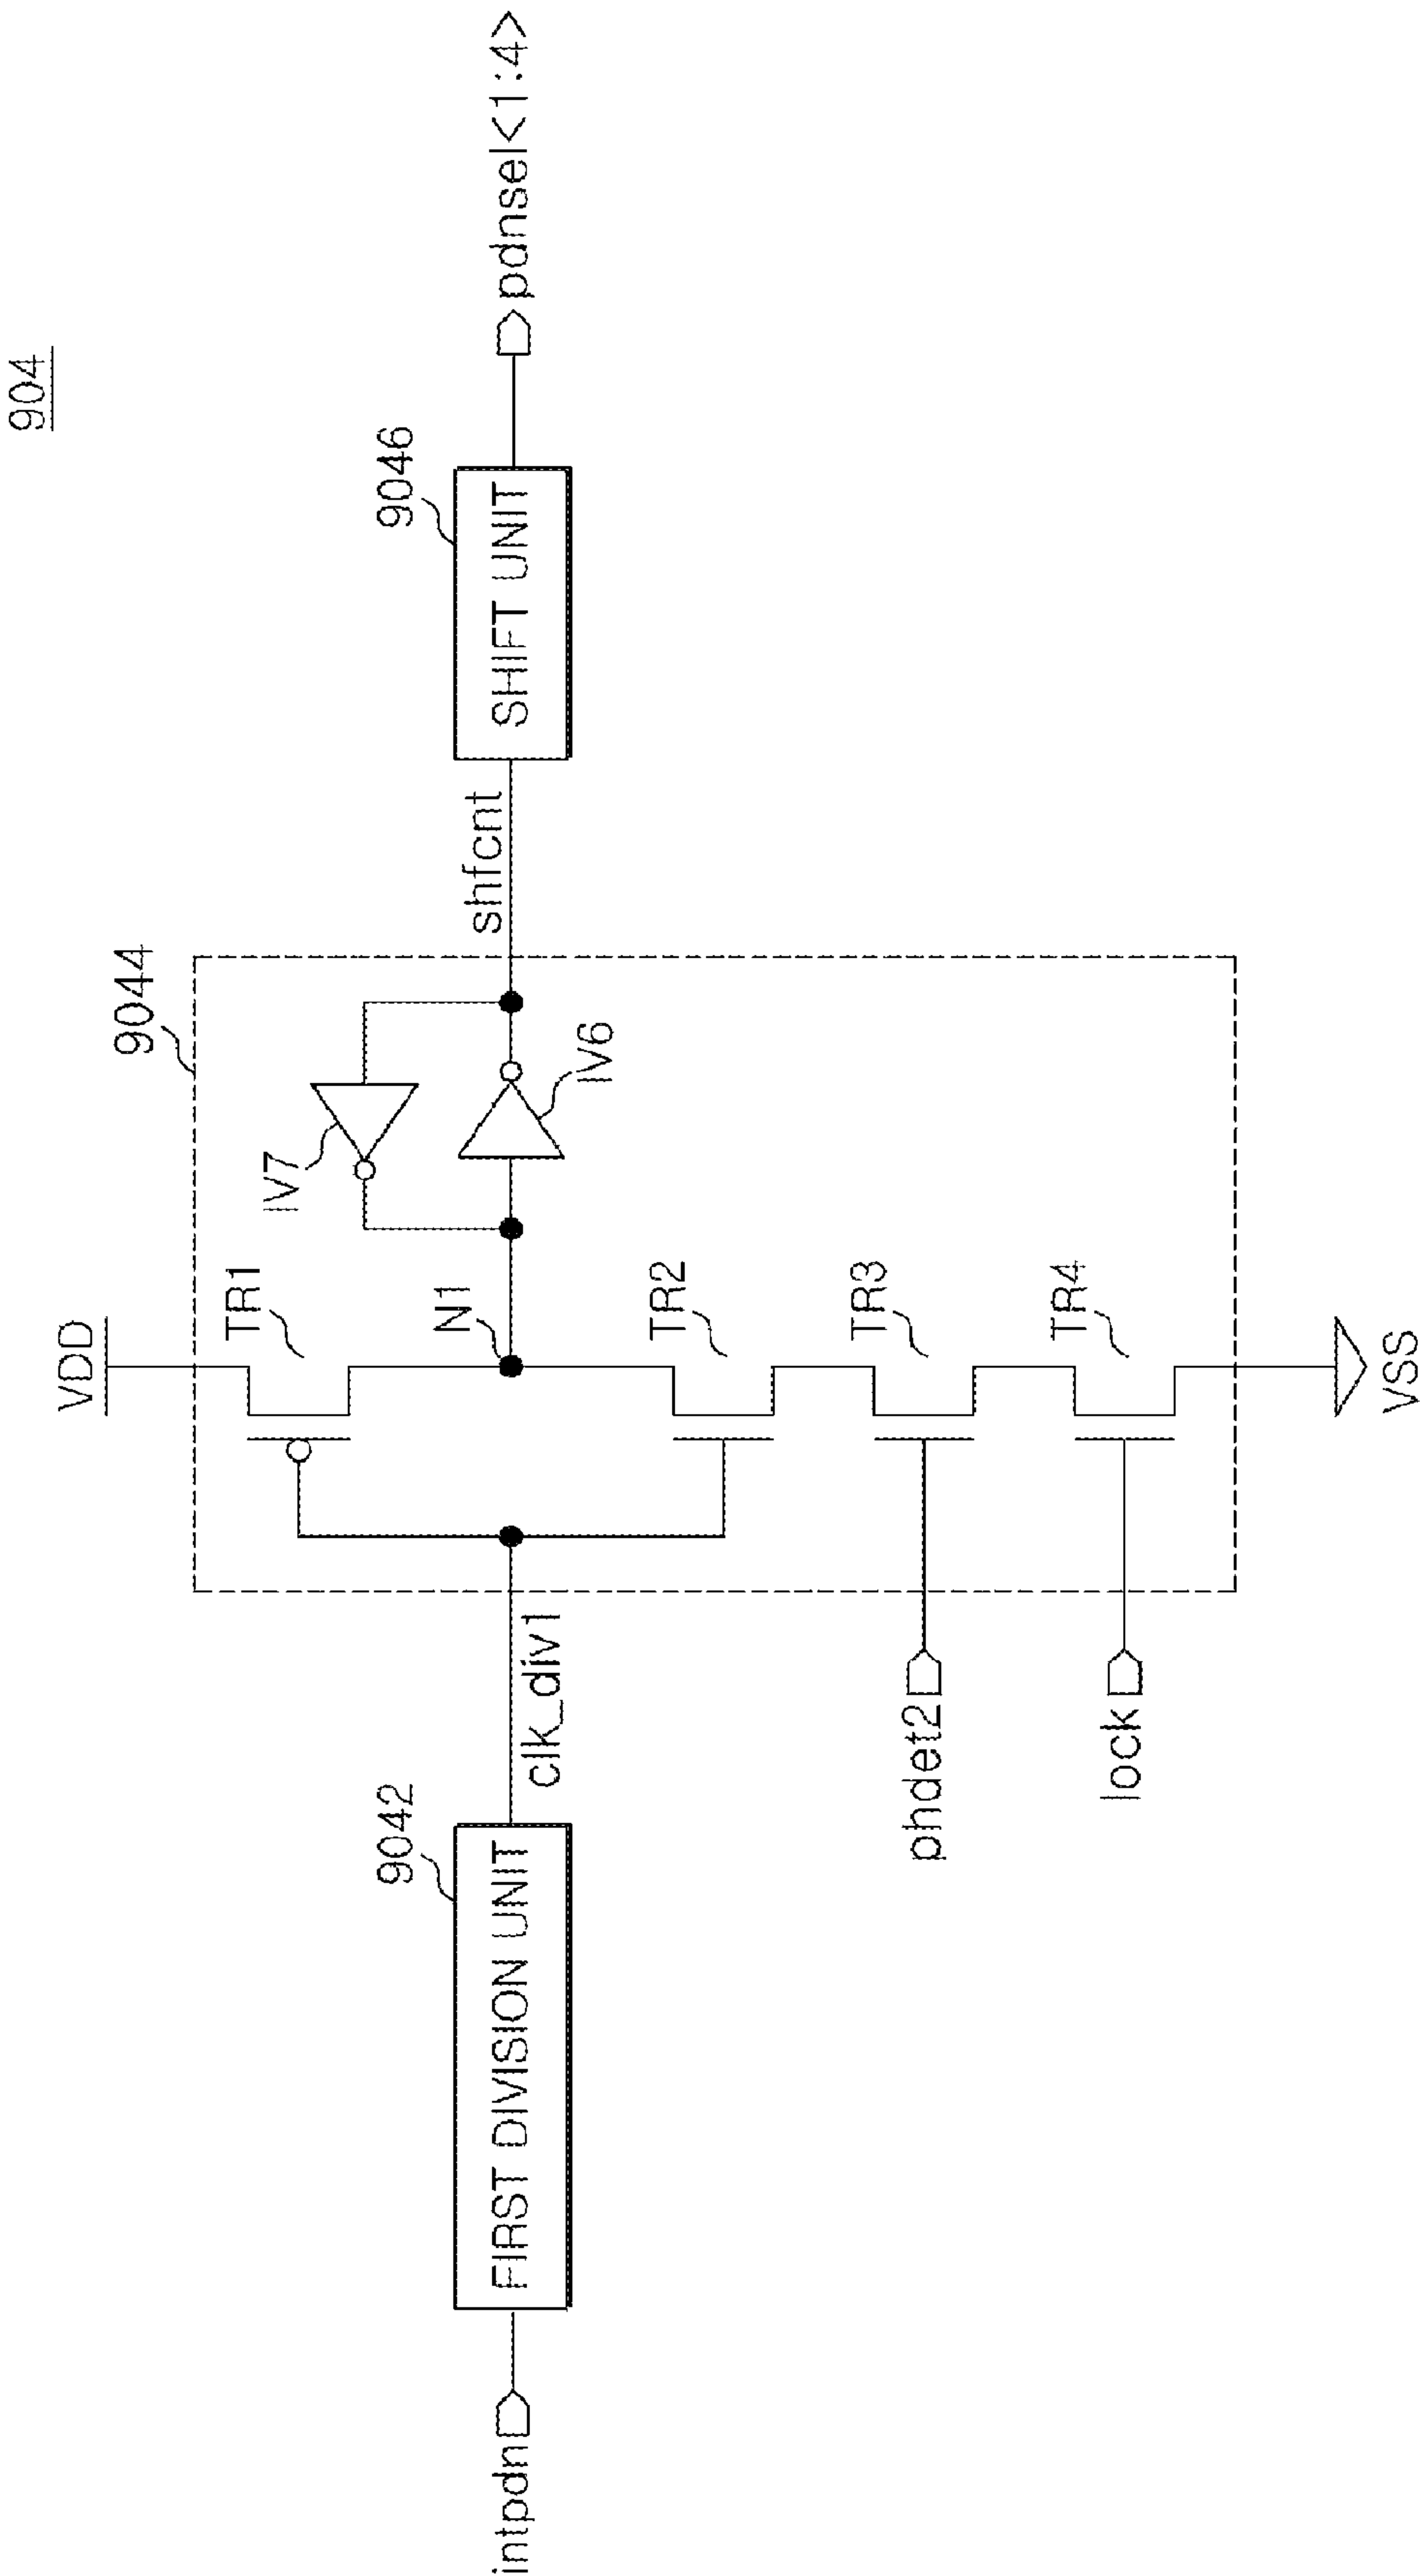 904
intpdn
9042
FIRST DIVISION UNIT
clk_div1
9044
VDD
TR1
N1
IV7
IV6
TR2
phdet2
TR3
lock
TR4
VSS
shfcnt
9046
SHIFT UNIT
pdnsel<1:4>